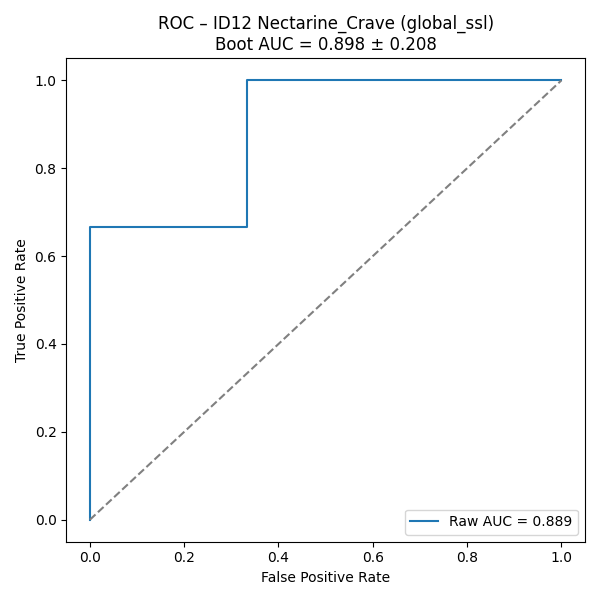 ROC – ID12 Nectarine_Crave (global_ssl)
Boot AUC = 0.898 ± 0.208
1.0
0.8
0.6
0.4
0.2
0.0
True Positive Rate
Raw AUC = 0.889
0.0 0.2 0.4 0.6 0.8 1.0
False Positive Rate